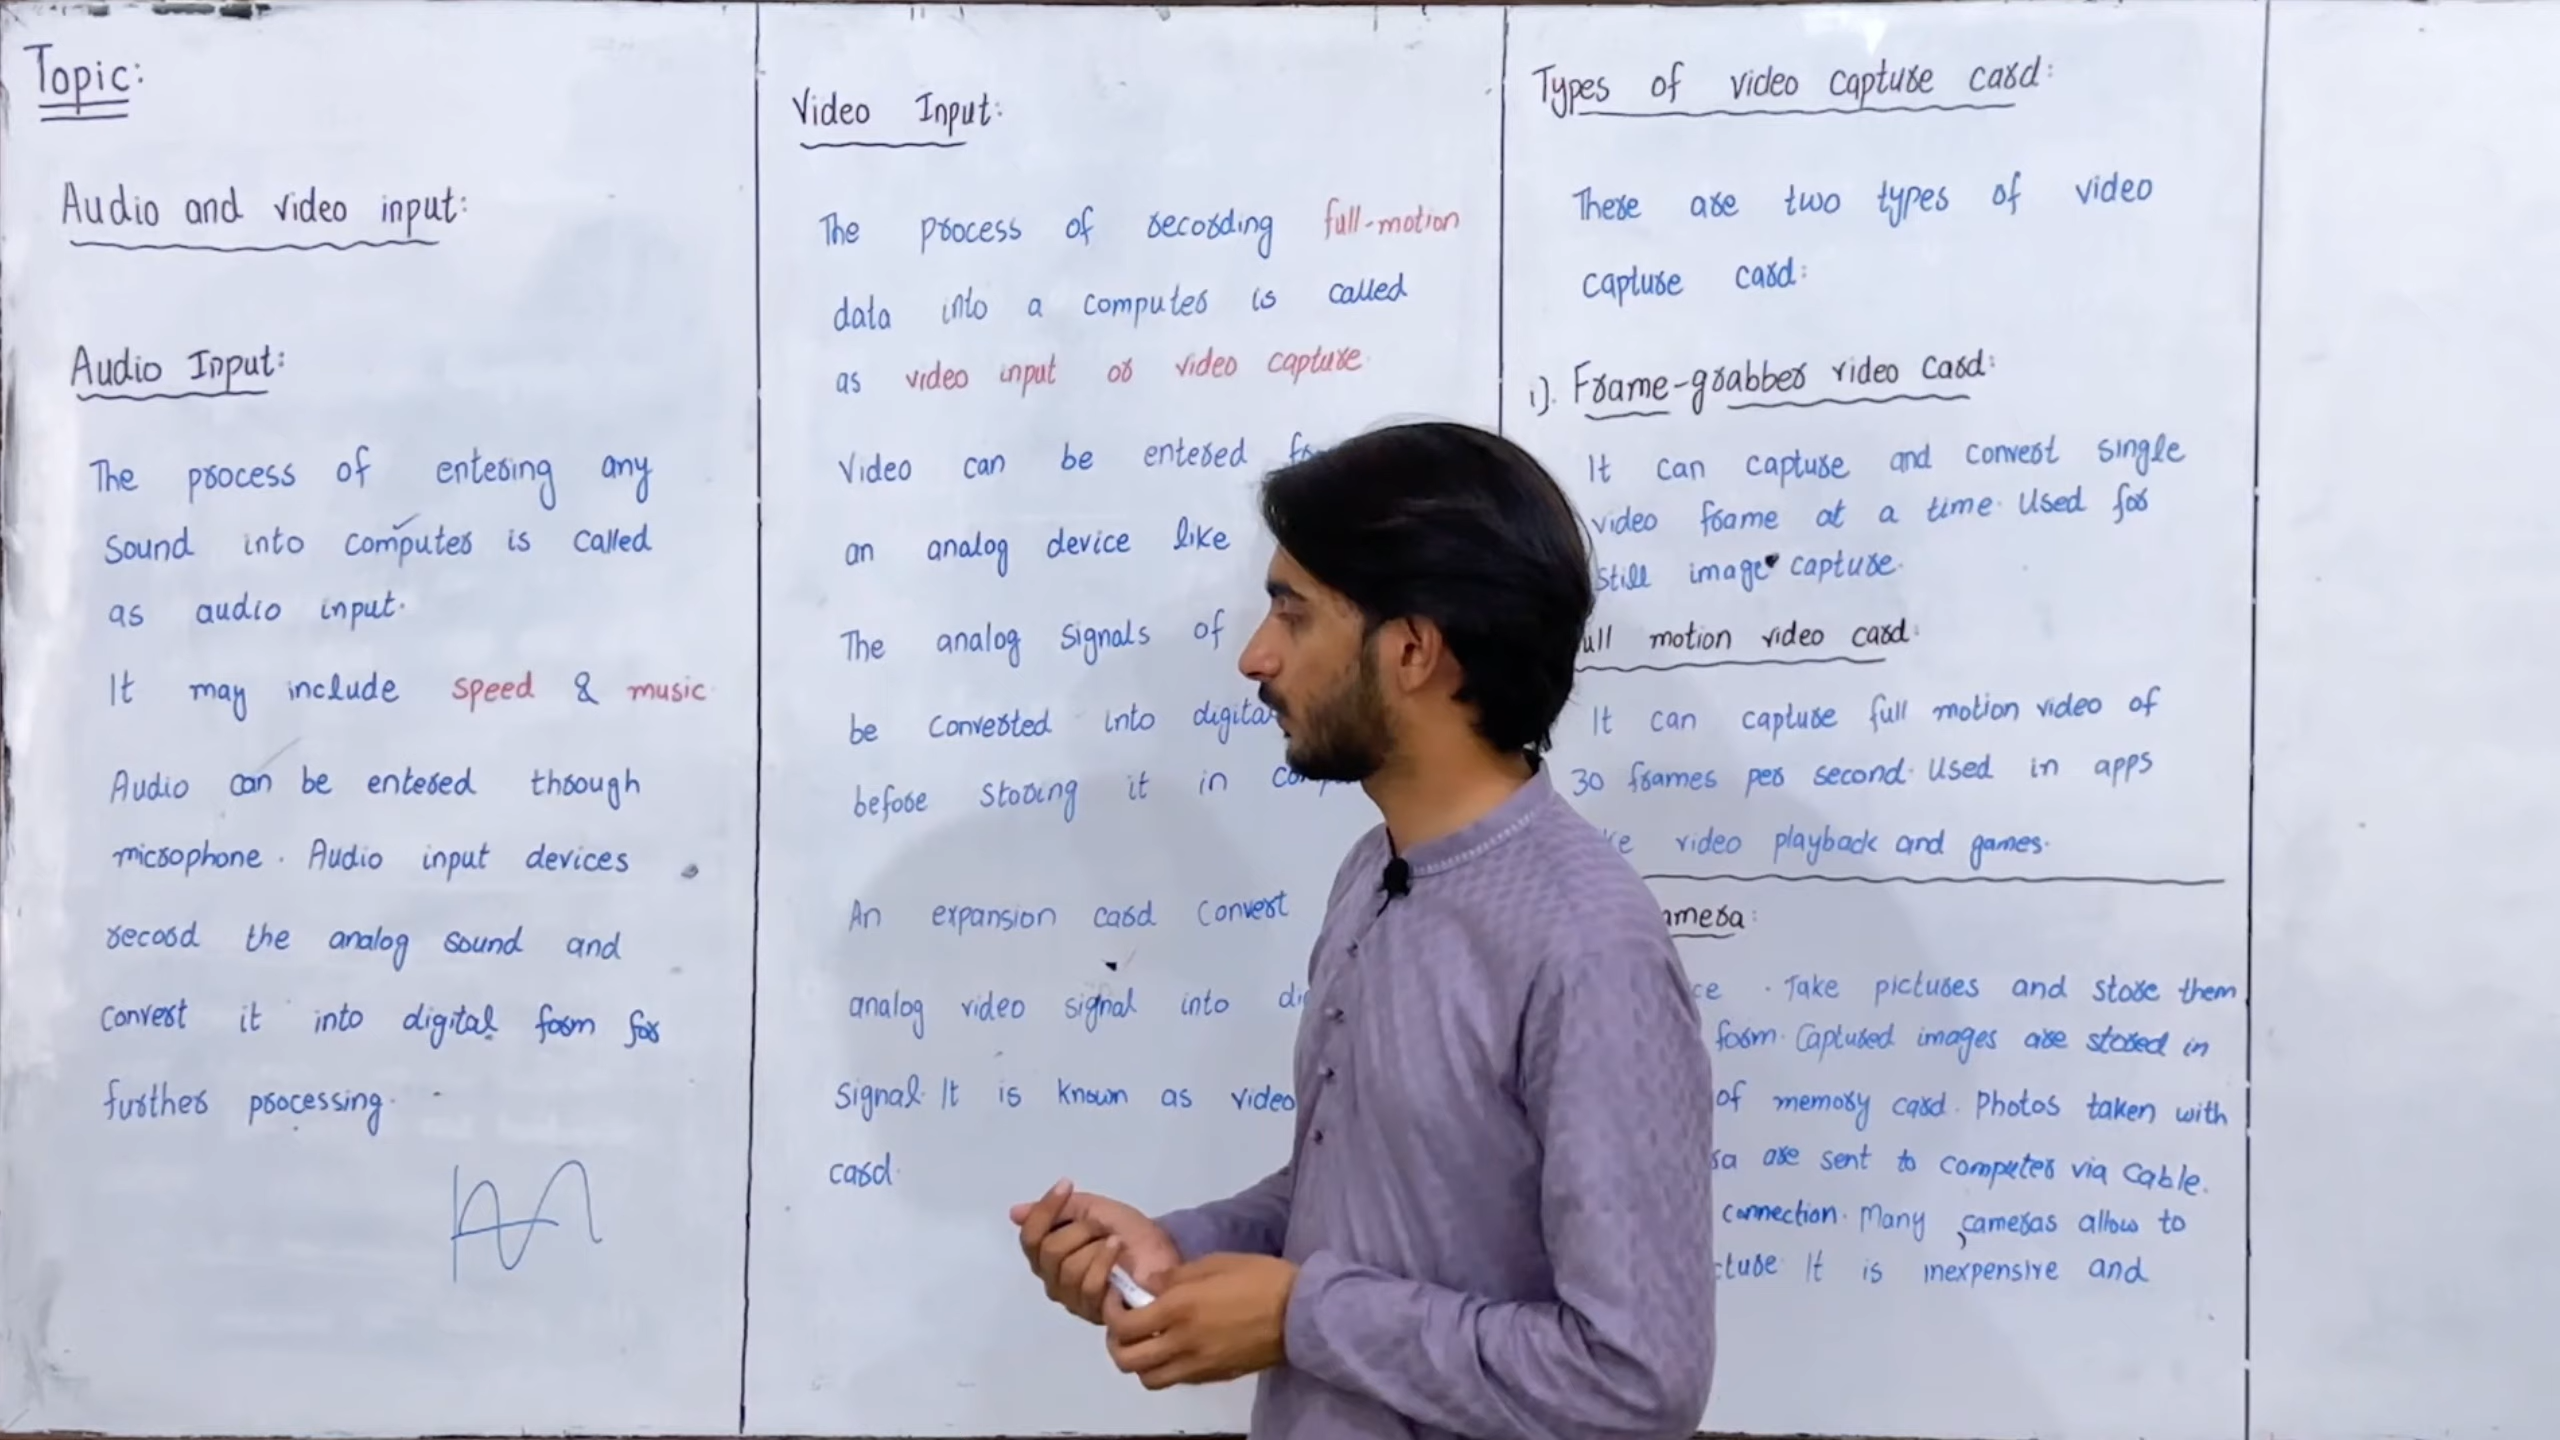 Topic:
Audio and video input:
Audio Input:
The process of entering any
sound into computer is called
as audio input.
It may include speed & music
Audio can be entered through
microphone. Audio input devices
record the analog sound and
convert it into digital form for
further processing.
Video Input:
The process of recording full-motion
data into a computer is called
as video input or video capture.
Video can be entered
an analog device like
The analog signals of
be converted into
before storing it in
An expansion card convert
analog video signal into
signal. It is known as video
card.
Types of video capture card:
There are two types of video
capture card:
i). Frame-grabber video card:
It can capture and convert single
video frame at a time. Used for
still image capture.
motion video card:
It can capture full motion video of
30 frames per second. Used in apps
video playback and games.
Take pictures and store them
form. Captured images are stored in
of memory card. Photos taken with
are sent to computer via cable.
connection. Many cameras allow to
It is inexpensive and